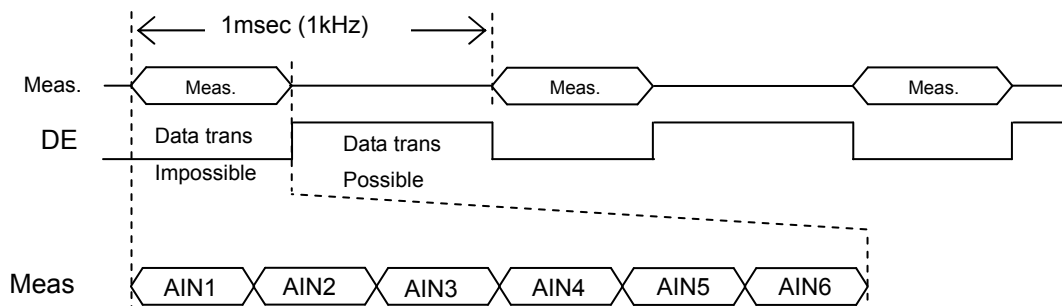 1msec (1kHz)
Meas.
Meas.
Meas.
Meas.
DE
Data trans
Impossible
Data trans
Possible
Meas
AIN1
AIN2
AIN3
AIN4
AIN5
AIN6